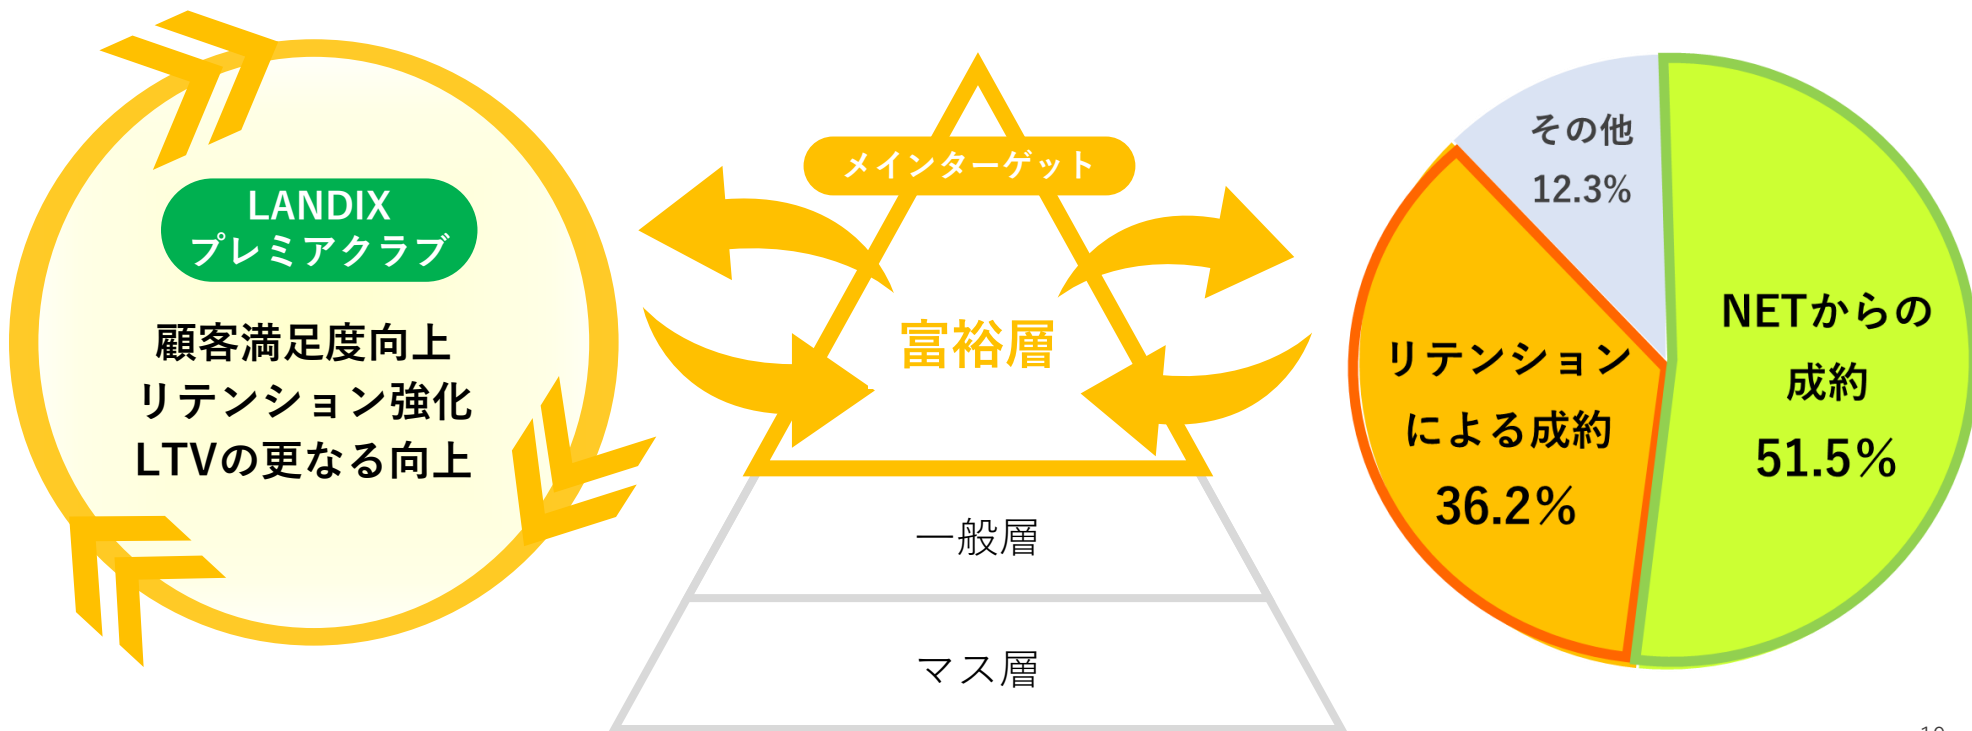 LANDIX
プレミアクラブ
顧客満足度向上
リテンション強化
LTVの更なる向上
メインターゲット
富裕層
一般層
マス層
その他
12.3%
リテンション
による成約
36.2%
NETからの
成約
51.5%